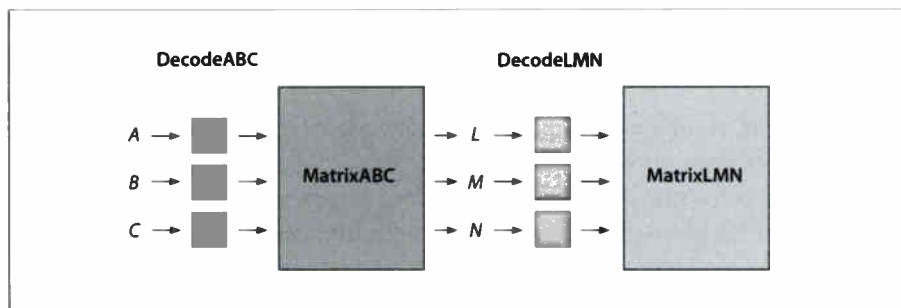 DecodeABC DecodeLMN
A L
B MatrixABC M MatrixLMN
C N